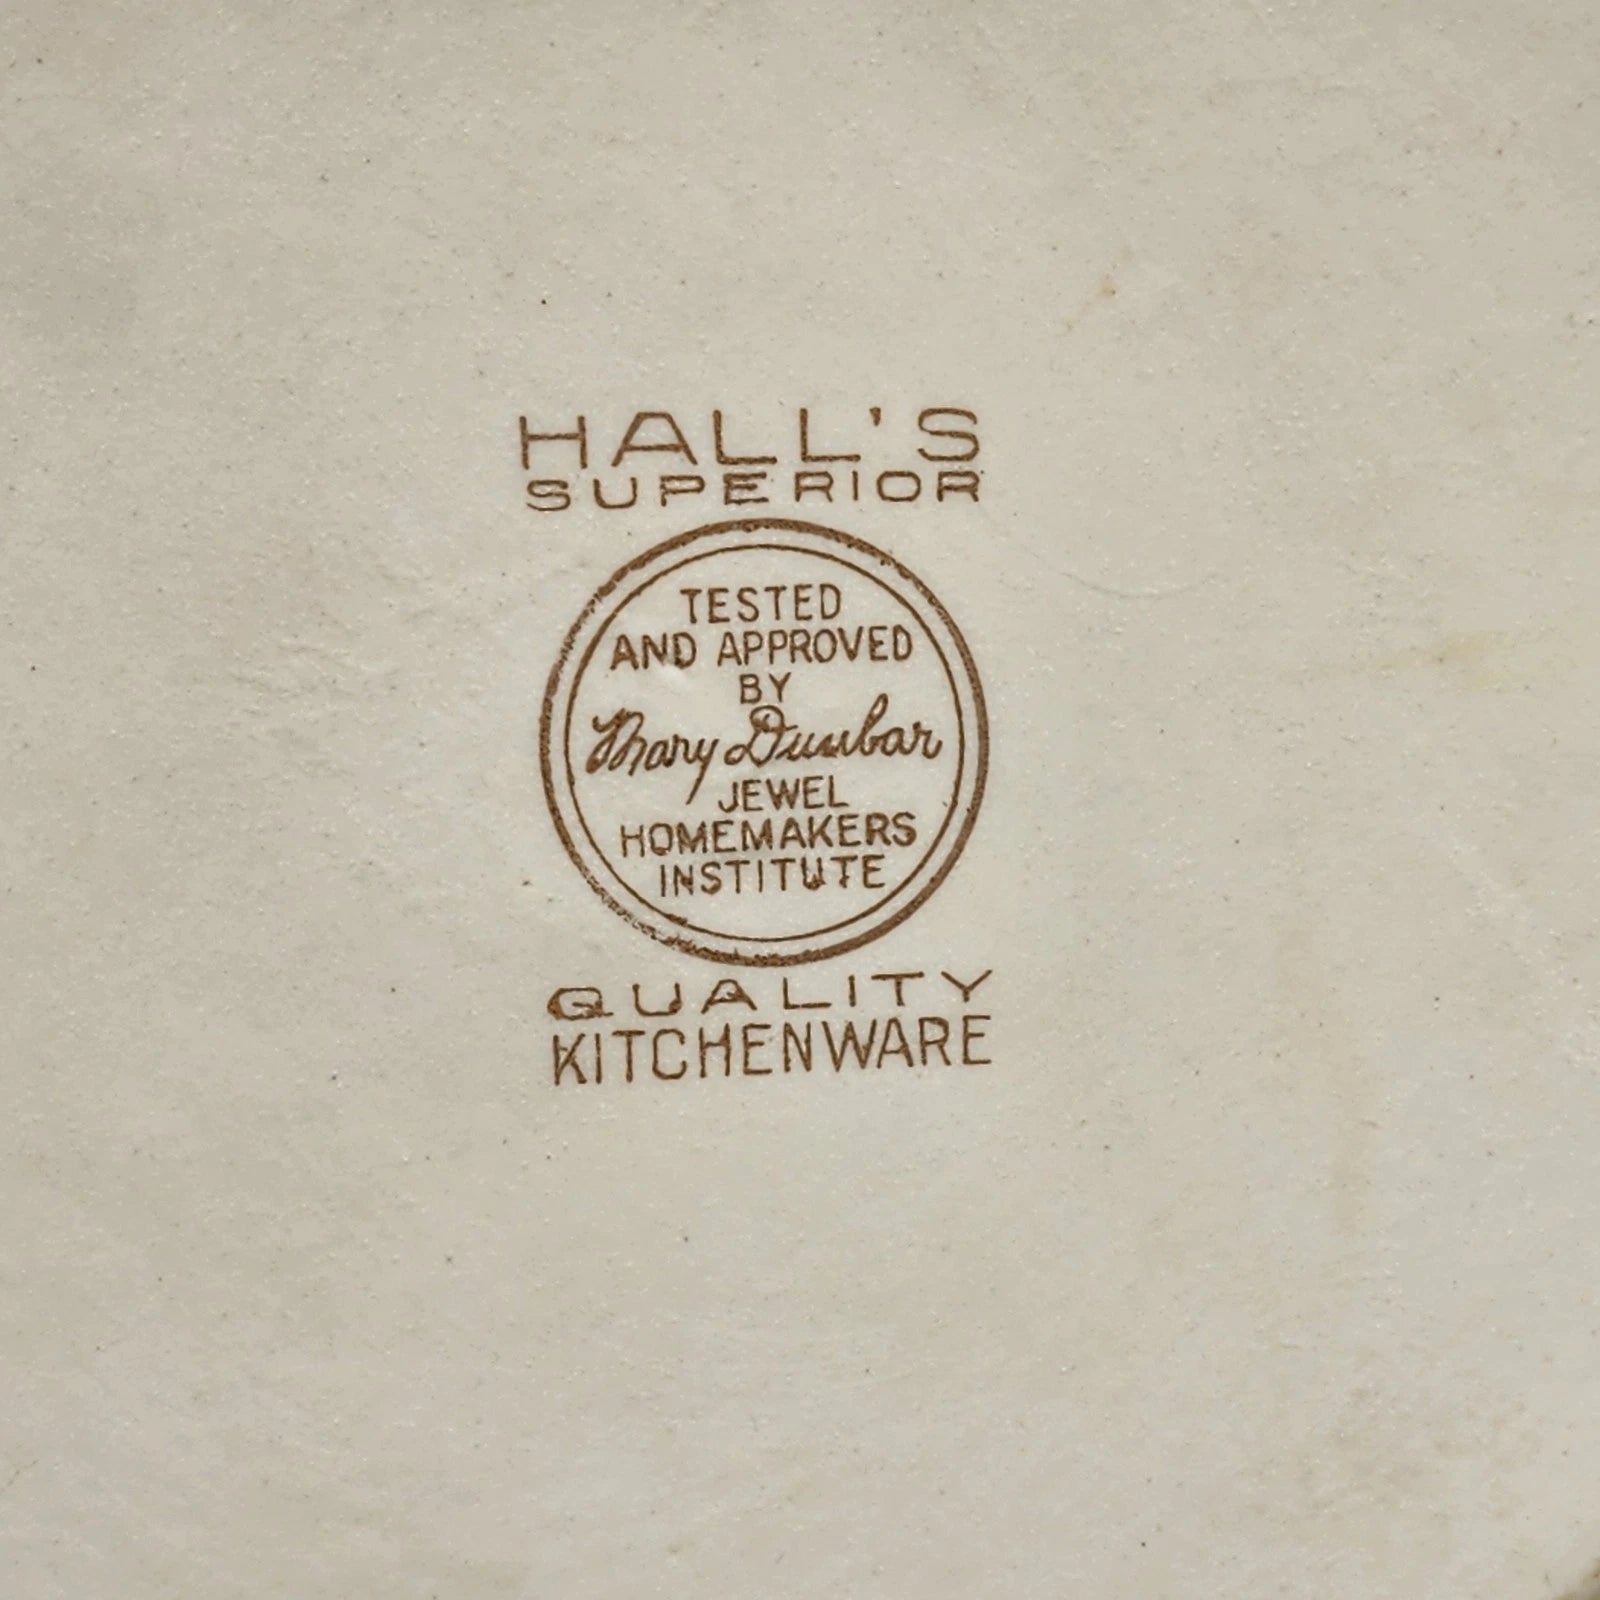 HALL'S
SUPERIOR
TESTED
AND APPROVED
BY
Mary Dunbar
JEWEL
HOMEMAKERS
INSTITUTE
QUALITY
KITCHENWARE